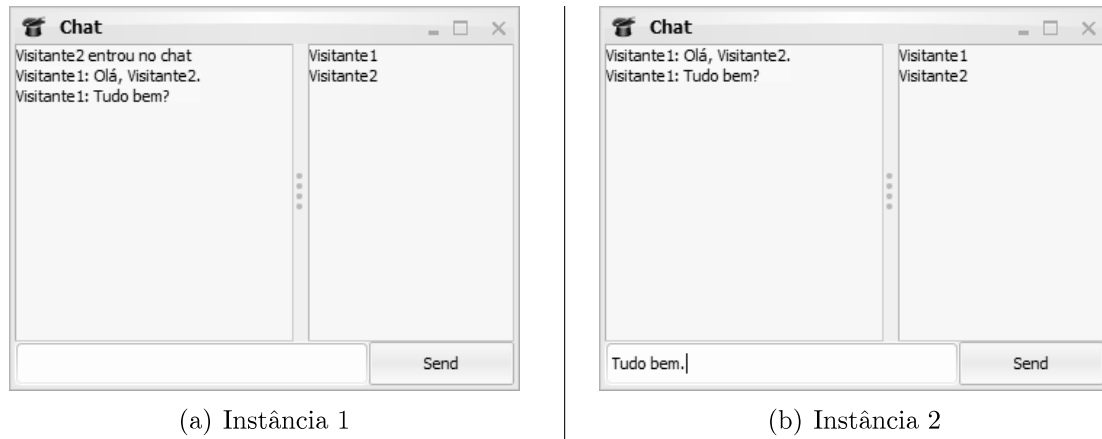 Chat
Visitante2 entrou no chat
Visitante1: Olá, Visitante2.
Visitante1: Tudo bem?
Visitante1
Visitante2
Send
(a) Instância 1
Chat
Visitante1: Olá, Visitante2.
Visitante1: Tudo bem?
Visitante1
Visitante2
Tudo bem.
Send
(b) Instância 2